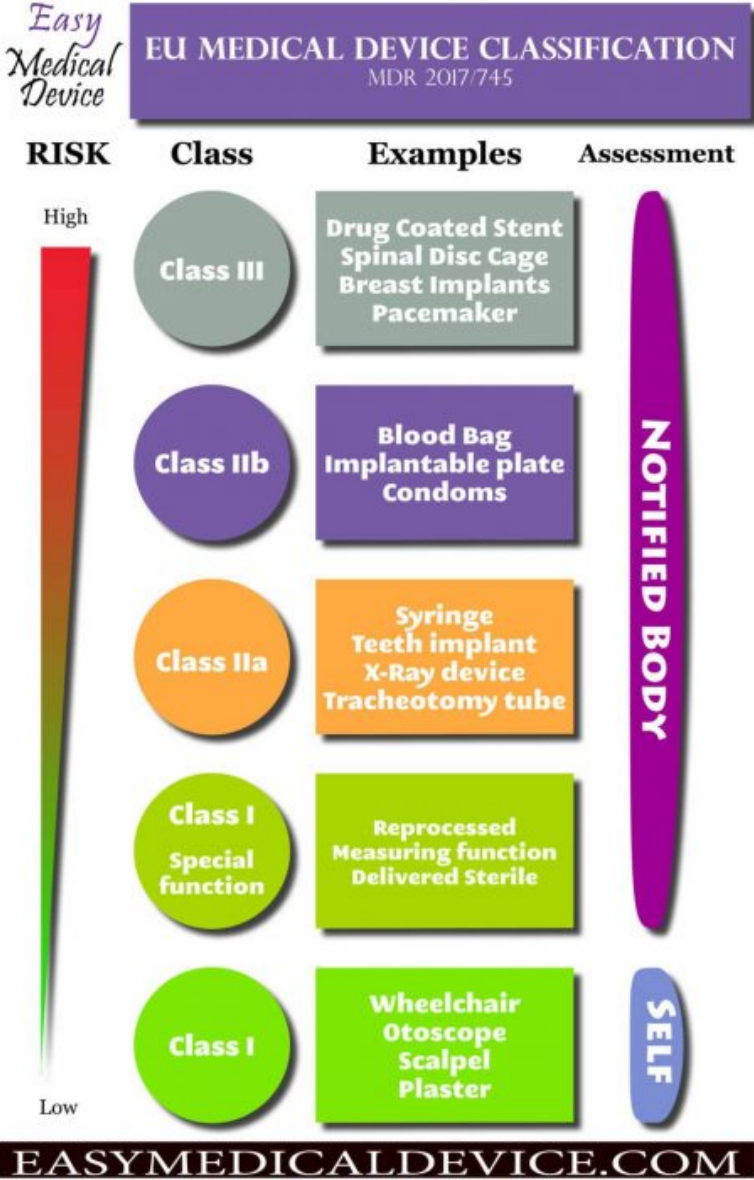 Easy
Medical
Device
EU MEDICAL DEVICE CLASSIFICATION
MDR 2017/745
RISK Class Examples Assessment
High
Class III
Drug Coated Stent
Spinal Disc Cage
Breast Implants
Pacemaker
Class IIb
Blood Bag
Implantable plate
Condoms
Class IIa
Syringe
Teeth implant
X-Ray device
Tracheotomy tube
Class I
Special
function
Reprocessed
Measuring function
Delivered Sterile
NOTIFIED BODY
Class I
Wheelchair
Otoscope
Scalpel
Plaster
SELF
Low
EASYMEDICALDEVICE.COM